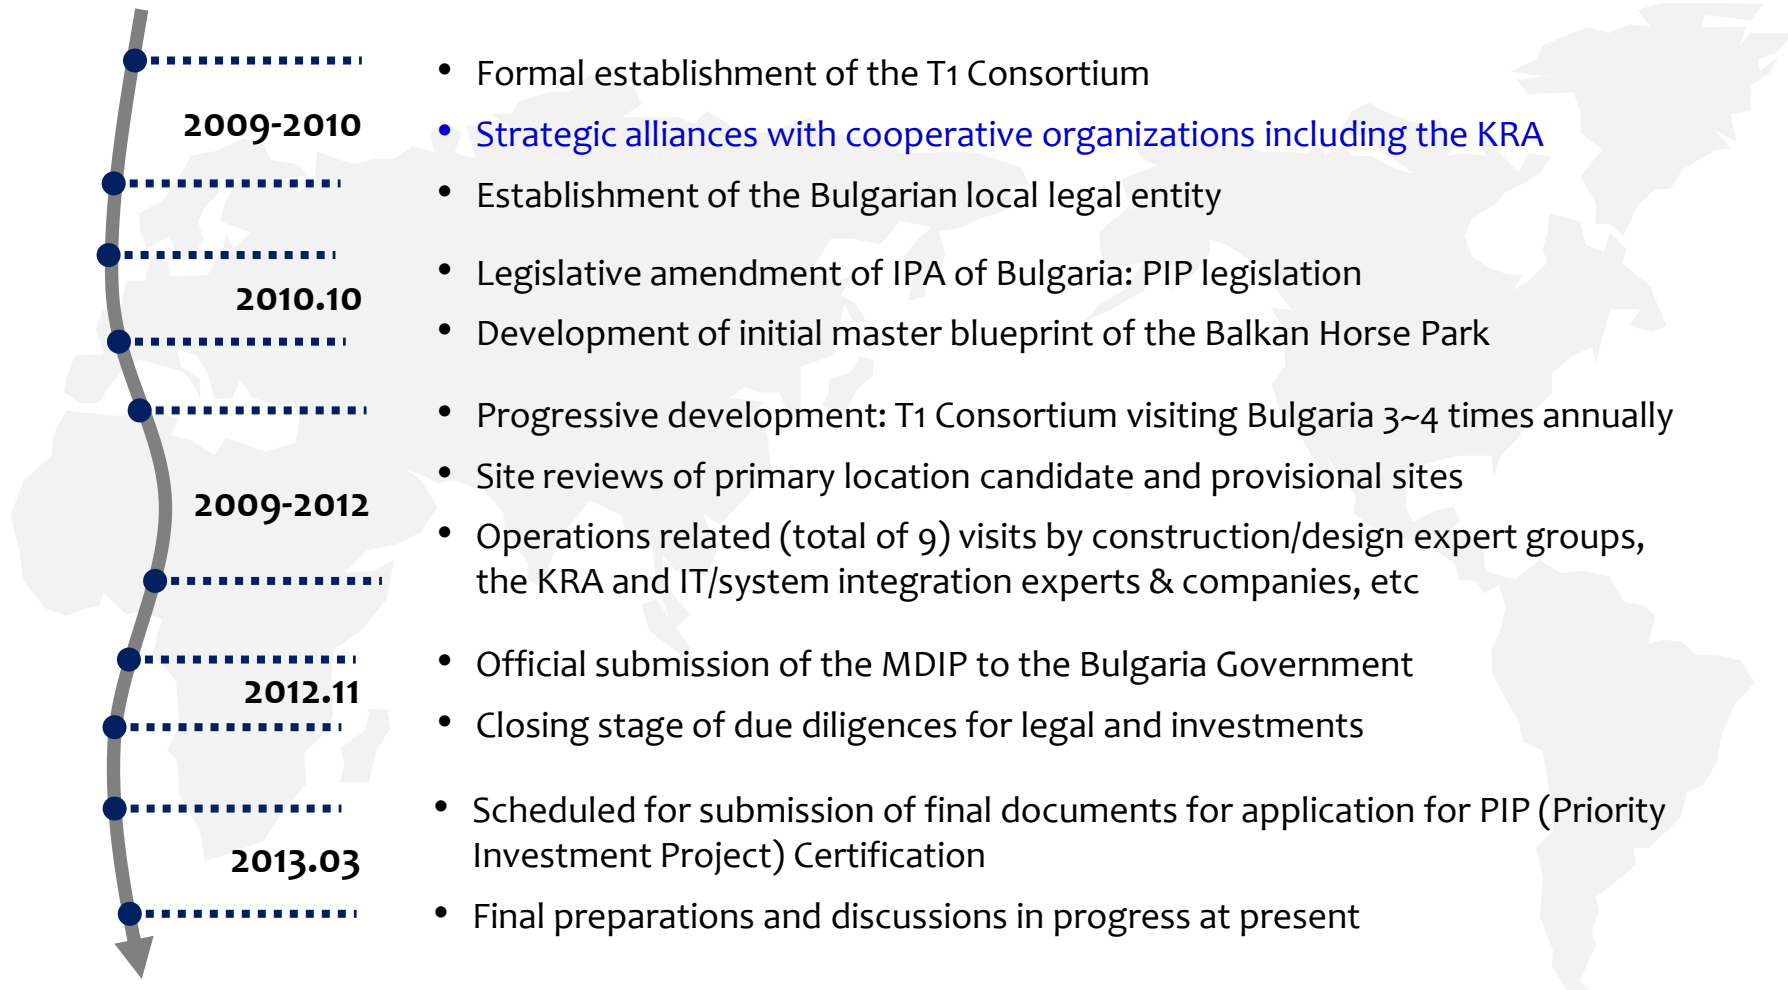 2009-2010
• Formal establishment of the T1 Consortium
• Strategic alliances with cooperative organizations including the KRA
• Establishment of the Bulgarian local legal entity
2010.10
• Legislative amendment of IPA of Bulgaria: PIP legislation
• Development of initial master blueprint of the Balkan Horse Park
2009-2012
• Progressive development: T1 Consortium visiting Bulgaria 3~4 times annually
• Site reviews of primary location candidate and provisional sites
• Operations related (total of 9) visits by construction/design expert groups,
the KRA and IT/system integration experts & companies, etc
2012.11
• Official submission of the MDIP to the Bulgaria Government
• Closing stage of due diligences for legal and investments
2013.03
• Scheduled for submission of final documents for application for PIP (Priority
Investment Project) Certification
• Final preparations and discussions in progress at present